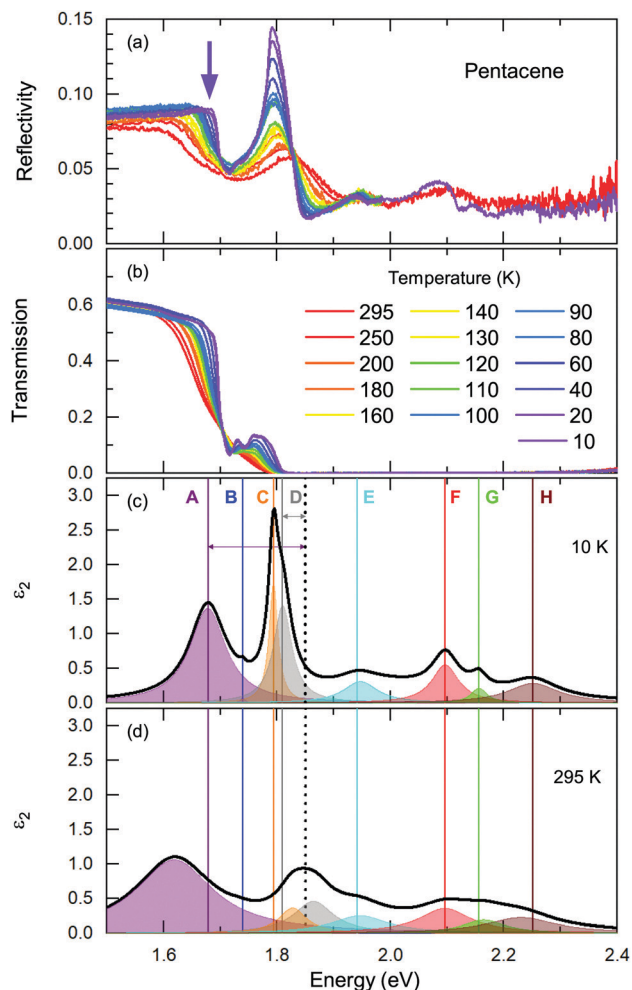 0.15
(a)
Pentacene
0.10
Reflectivity
0.05
0.00
(b)
Temperature (K)
0.6
295 140 90
250 130 80
0.4
200 120 60
Transmission
180 110 40
0.2
160 100 20
10
0.0
A B C D E F G H
3.0
(c)
10 K
2.5
2.0
ε2
1.5
1.0
0.5
0.0
3.0
(d)
295 K
2.5
2.0
ε2
1.5
1.0
0.5
0.0
1.6 1.8 2.0 2.2 2.4
Energy (eV)